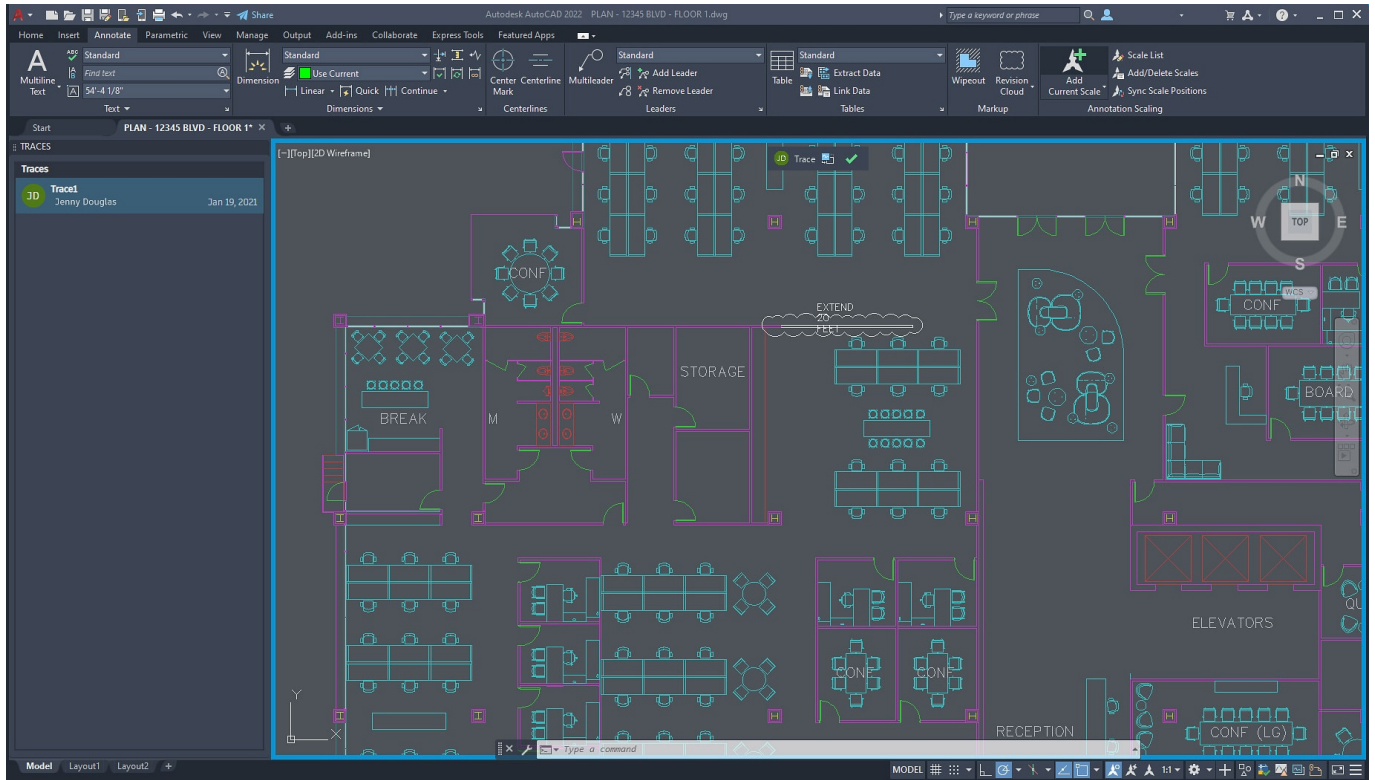 Share
Autodesk AutoCAD 2022 PLAN - 12345 BLVD - FLOOR 1.dwg
Type a keyword or phrase
Home Insert Annotate Parametric View Manage Output Add-ins Collaborate Express Tools Featured Apps
A
Multiline
Text
ABC Standard
Find text
A 54'-4 1/8"
Text
Dimension
Standard
Use Current
Linear Quick Continue
Dimensions
Center
Mark
Centerline
Centerlines
Multileader
Standard
Add Leader
Remove Leader
Leaders
Table
Standard
Extract Data
Link Data
Tables
Wipeout
Revision
Cloud
Markup
Add
Current Scale
Scale List
Add/Delete Scales
Sync Scale Positions
Annotation Scaling
Start PLAN - 12345 BLVD - FLOOR 1*
TRACES
Traces
JD
Trace1
Jenny Douglas Jan 19, 2021
[−][Top][2D Wireframe]
JD Trace
N
W TOP E
S
WCS
CONF
CONF
EXTEND
20
FEET
STORAGE
BOARD
BREAK
M
W
ELEVATORS
QU
CONF
CONF
RECEPTION
CONF (LG)
Y
X
Type a command
Model Layout1 Layout2 +
MODEL 1:1